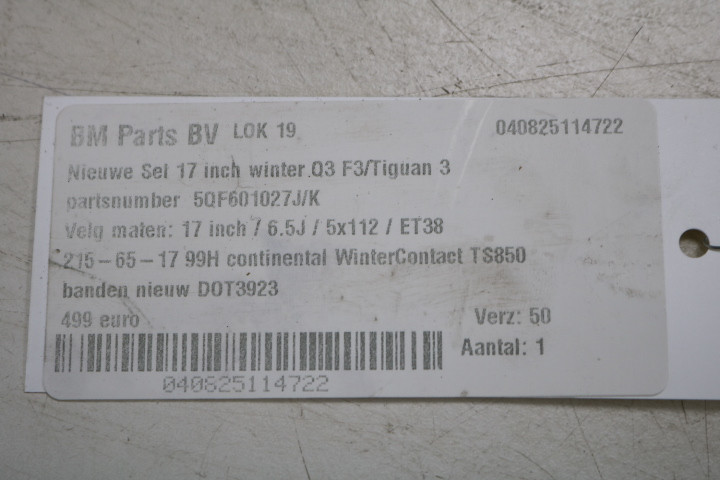 BM Parts BV LOK 19 040825114722
Nieuwe Set 17 inch winter Q3 F3/Tiguan 3
partsnumber 5QF601027J/K
Velg maten: 17 inch / 6.5J / 5x112 / ET38
215-65-17 99H continental WinterContact TS850
banden nieuw DOT3923
499 euro Verz: 50
Aantal: 1
040825114722